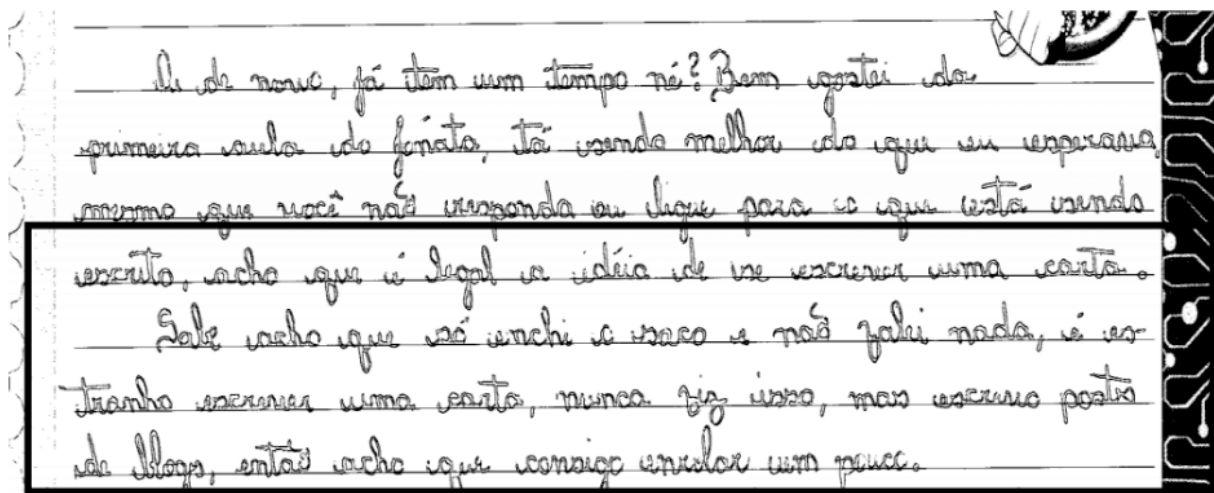 Oi de novo, já tem um tempo né? Bem gostei da
primeira aula do fónato, tá sendo melhor do que eu esperava,
mesmo que você não responda ou ligue para o que está sendo
escrito, acho que é legal a idéia de se escrever uma carta.
Sabe acho que só enchi o saco e não falei nada, é es-
tranho escrever uma carta, nunca fiz isso, mas escrevo posts
de blogs, então acho que consigo enrolar um pouco.